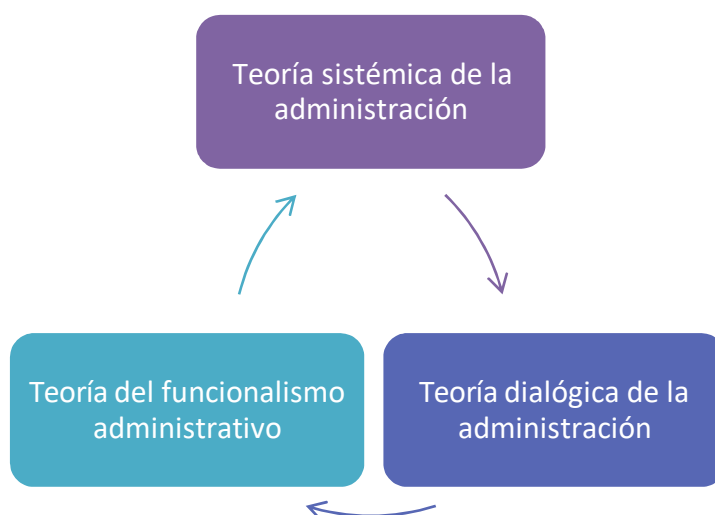 Teoría sistémica de la
administración
Teoría del funcionalismo
administrativo
Teoría dialógica de la
administración